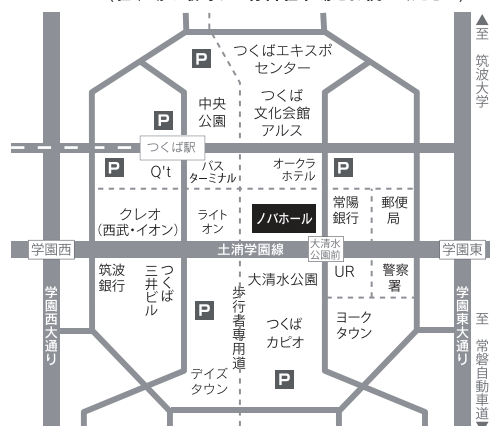 ▲至 筑波大学
つくばエキスポ
センター
P
中央
公園
つくば
文化会館
アルス
P
つくば駅
P
Q't
バス
ターミナル
オークラ
ホテル
P
クレオ
(西武・イオン)
ライト
オン
ノバホール
常陽
銀行
郵便
局
学園西
土浦学園線
大清水
公園前
学園東
筑波
銀行
つくば
三井ビル
大清水公園
UR
警察
署
学園西大通り
P
歩行者専用道
つくば
カピオ
ヨーク
タウン
学園東大通り
至 常磐自動車道▼
デイズ
タウン
P